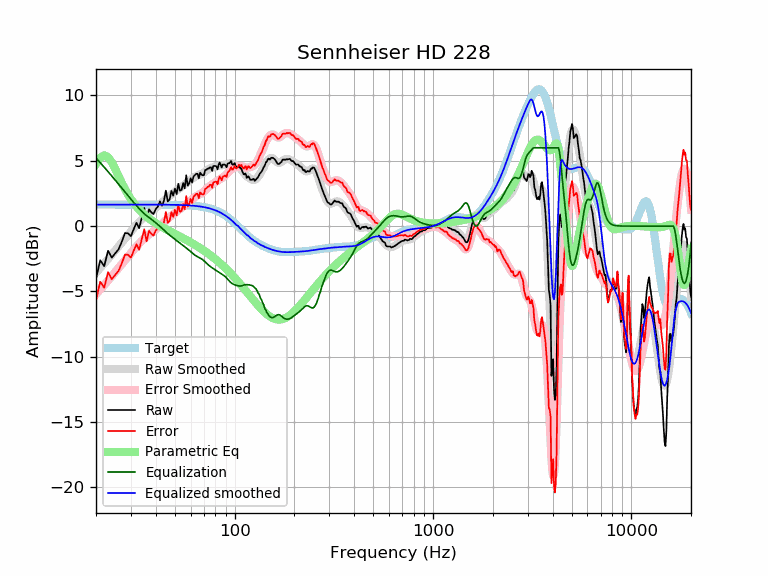 Sennheiser HD 228
Amplitude (dBr)
10
5
0
−5
−10
−15
−20
Target
Raw Smoothed
Error Smoothed
Raw
Error
Parametric Eq
Equalization
Equalized smoothed
100
1000
10000
Frequency (Hz)